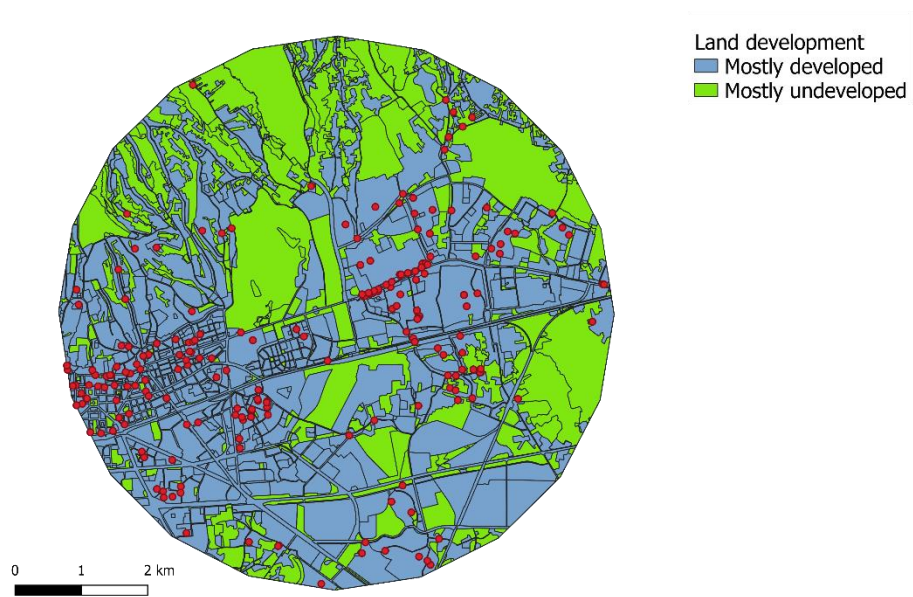 Land development
Mostly developed
Mostly undeveloped
0 1 2 km